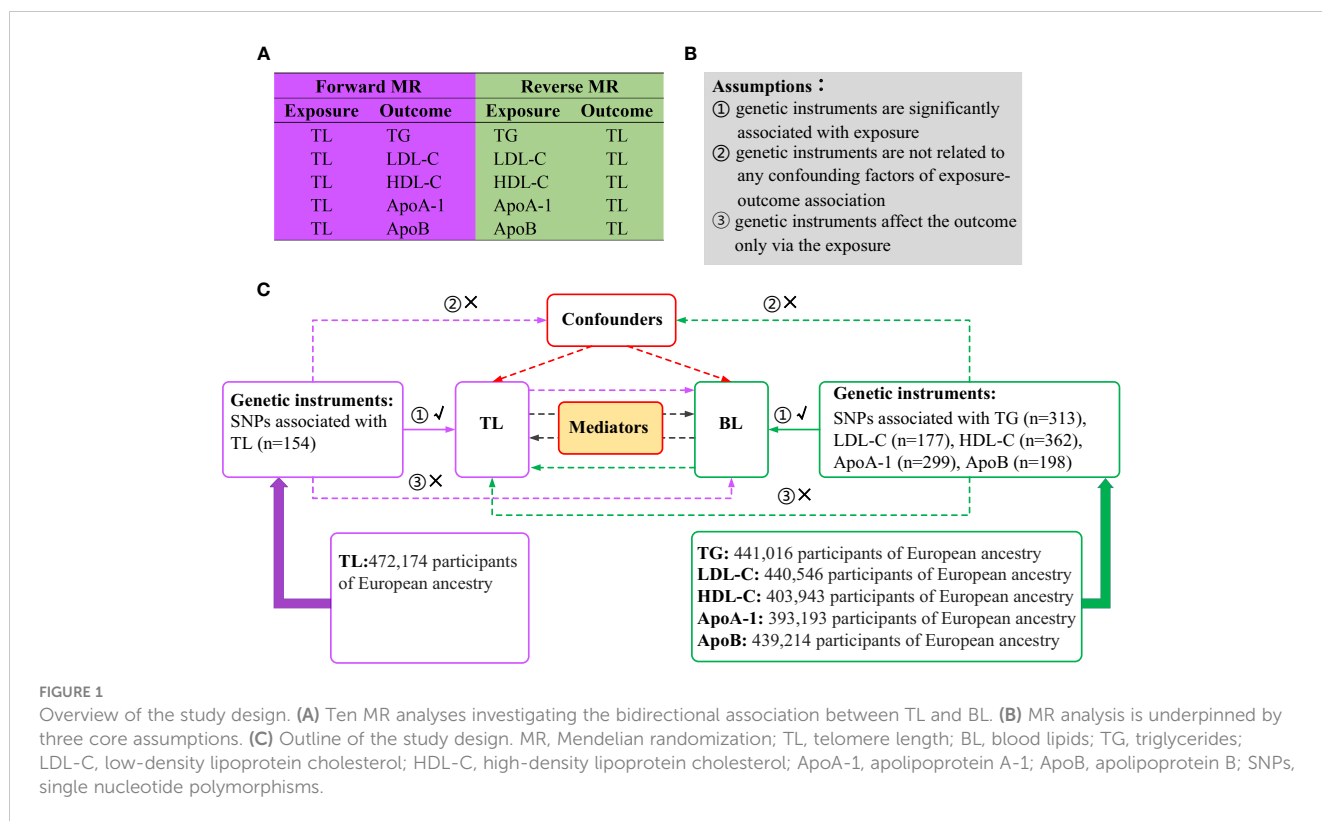 A
Forward MR Reverse MR
Exposure Outcome Exposure Outcome
TL TG TG TL
TL LDL-C LDL-C TL
TL HDL-C HDL-C TL
TL ApoA-1 ApoA-1 TL
TL ApoB ApoB TL
B
Assumptions：
① genetic instruments are significantly
associated with exposure
② genetic instruments are not related to
any confounding factors of exposure-
outcome association
③ genetic instruments affect the outcome
only via the exposure
C
②×
②×
Confounders
Genetic instruments:
SNPs associated with
TL (n=154)
① √
TL
Mediators
BL
① √
Genetic instruments:
SNPs associated with TG (n=313),
LDL-C (n=177), HDL-C (n=362),
ApoA-1 (n=299), ApoB (n=198)
③×
③×
TL:472,174 participants
of European ancestry
TG: 441,016 participants of European ancestry
LDL-C: 440,546 participants of European ancestry
HDL-C: 403,943 participants of European ancestry
ApoA-1: 393,193 participants of European ancestry
ApoB: 439,214 participants of European ancestry
FIGURE 1
Overview of the study design. (A) Ten MR analyses investigating the bidirectional association between TL and BL. (B) MR analysis is underpinned by
three core assumptions. (C) Outline of the study design. MR, Mendelian randomization; TL, telomere length; BL, blood lipids; TG, triglycerides;
LDL-C, low-density lipoprotein cholesterol; HDL-C, high-density lipoprotein cholesterol; ApoA-1, apolipoprotein A-1; ApoB, apolipoprotein B; SNPs,
single nucleotide polymorphisms.